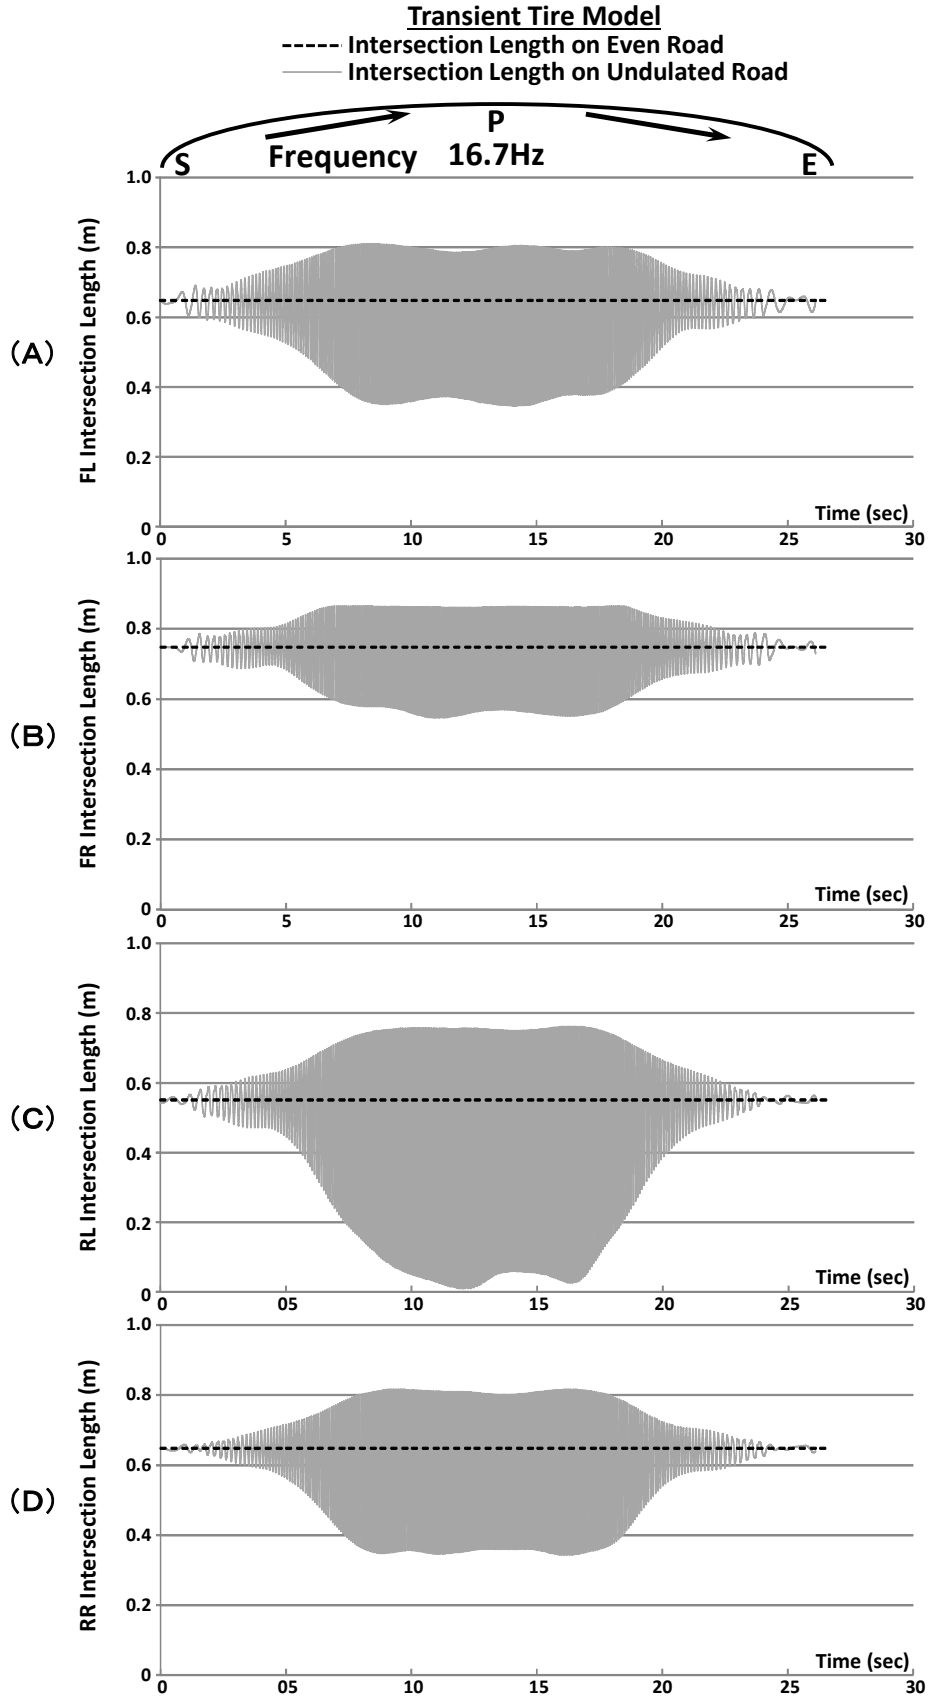 Transient Tire Model
Intersection Length on Even Road
Intersection Length on Undulated Road
P
S Frequency 16.7Hz E
(A)
FL Intersection Length (m)
1.0
0.8
0.6
0.4
0.2
0
Time (sec)
0 5 10 15 20 25 30
(B)
FR Intersection Length (m)
1.0
0.8
0.6
0.4
0.2
0
Time (sec)
0 5 10 15 20 25 30
(C)
RL Intersection Length (m)
1.0
0.8
0.6
0.4
0.2
0
Time (sec)
0 05 10 15 20 25 30
(D)
RR Intersection Length (m)
1.0
0.8
0.6
0.4
0.2
0
Time (sec)
0 05 10 15 20 25 30